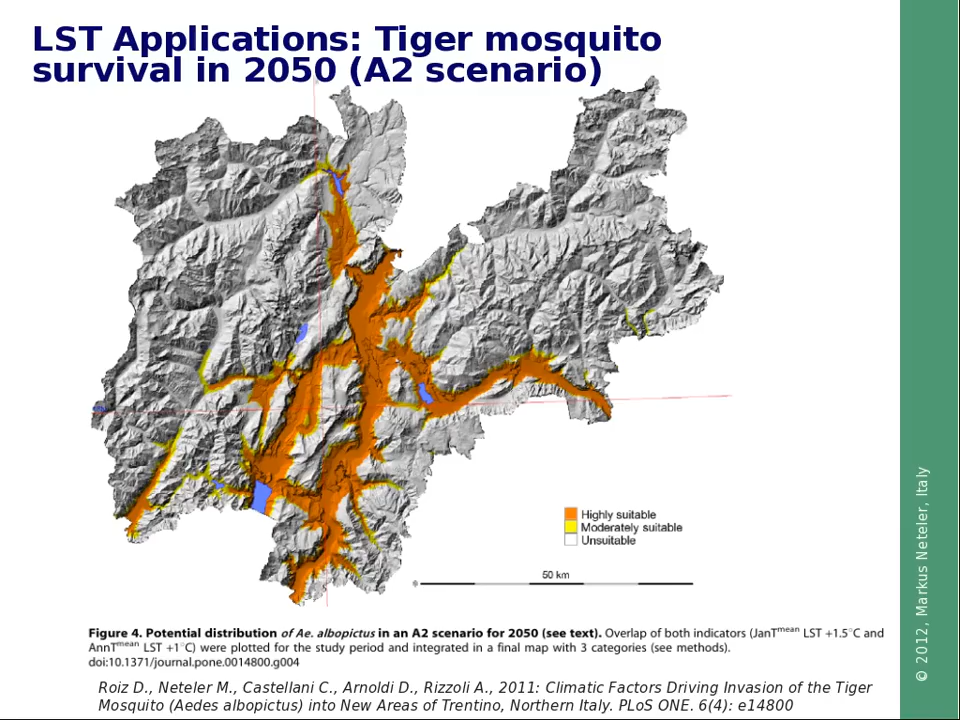 LST Applications: Tiger mosquito
survival in 2050 (A2 scenario)
Highly suitable
Moderately suitable
Unsuitable
50 km
Figure 4. Potential distribution of Ae. albopictus in an A2 scenario for 2050 (see text). Overlap of both indicators (JanTmean LST +1.5°C and
AnnTmean LST +1°C) were plotted for the study period and integrated in a final map with 3 categories (see methods).
doi:10.1371/journal.pone.0014800.g004
Roiz D., Neteler M., Castellani C., Arnoldi D., Rizzoli A., 2011: Climatic Factors Driving Invasion of the Tiger
Mosquito (Aedes albopictus) into New Areas of Trentino, Northern Italy. PLoS ONE. 6(4): e14800
© 2012, Markus Neteler, Italy